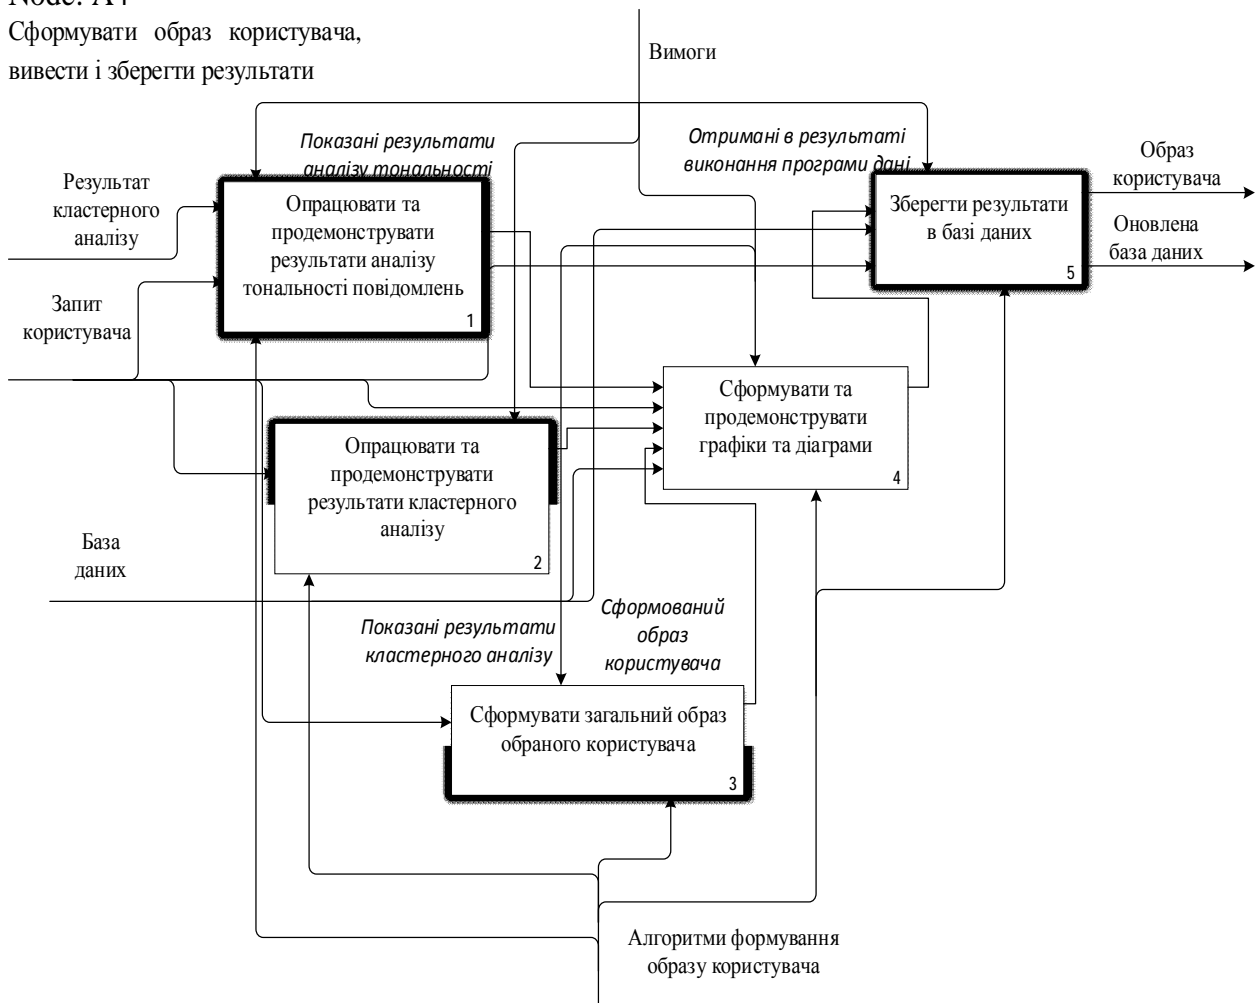 Node: A4
Сформувати образ користувача,
вивести і зберегти результати
Вимоги
Показані результати
аналізу тональності
Отримані в результаті
виконання програми дані
Образ
користувача
Результат
кластерного
аналізу
Опрацювати та
продемонструвати
результати аналізу
тональності повідомлень
1
Зберегти результати
в базі даних
5
Оновлена
база даних
Запит
користувача
Сформувати та
продемонструвати
графіки та діаграми
4
Опрацювати та
продемонструвати
результати кластерного
аналізу
2
База
даних
Показані результати
кластерного аналізу
Сформований
образ
користувача
Сформувати загальний образ
обраного користувача
3
Алгоритми формування
образу користувача